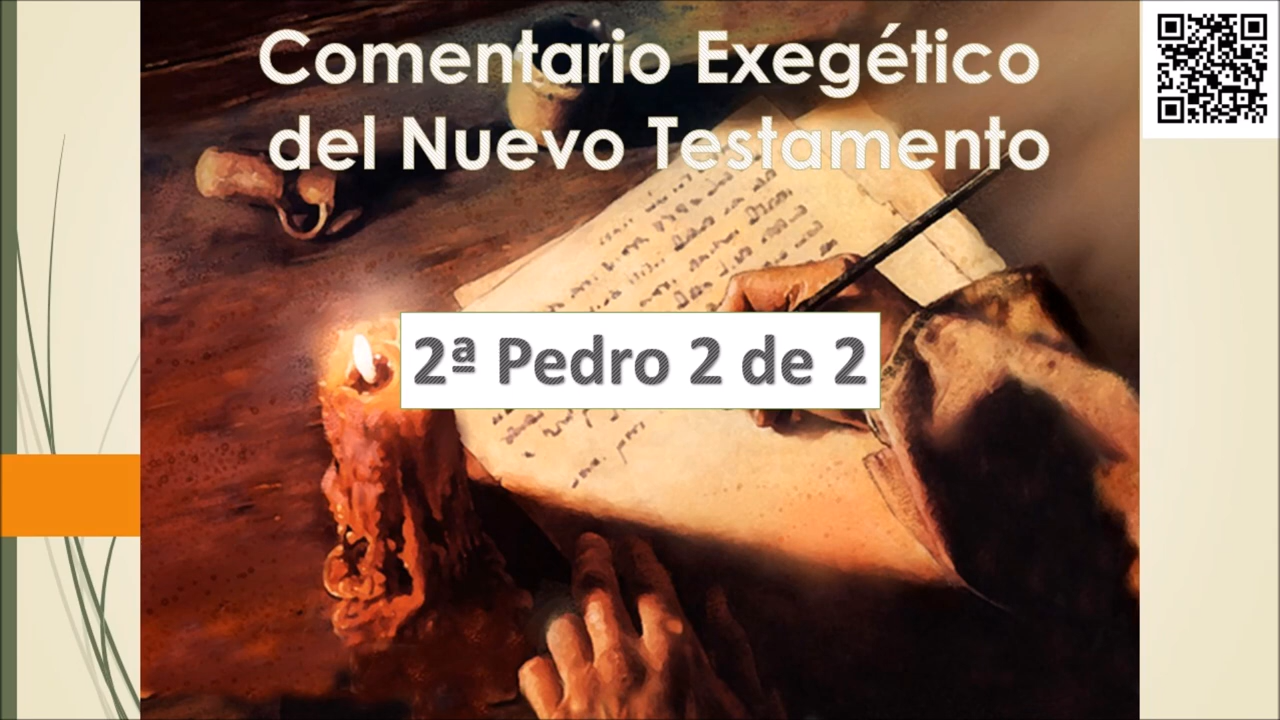 Comentario Exegético
del Nuevo Testamento
2ª Pedro 2 de 2